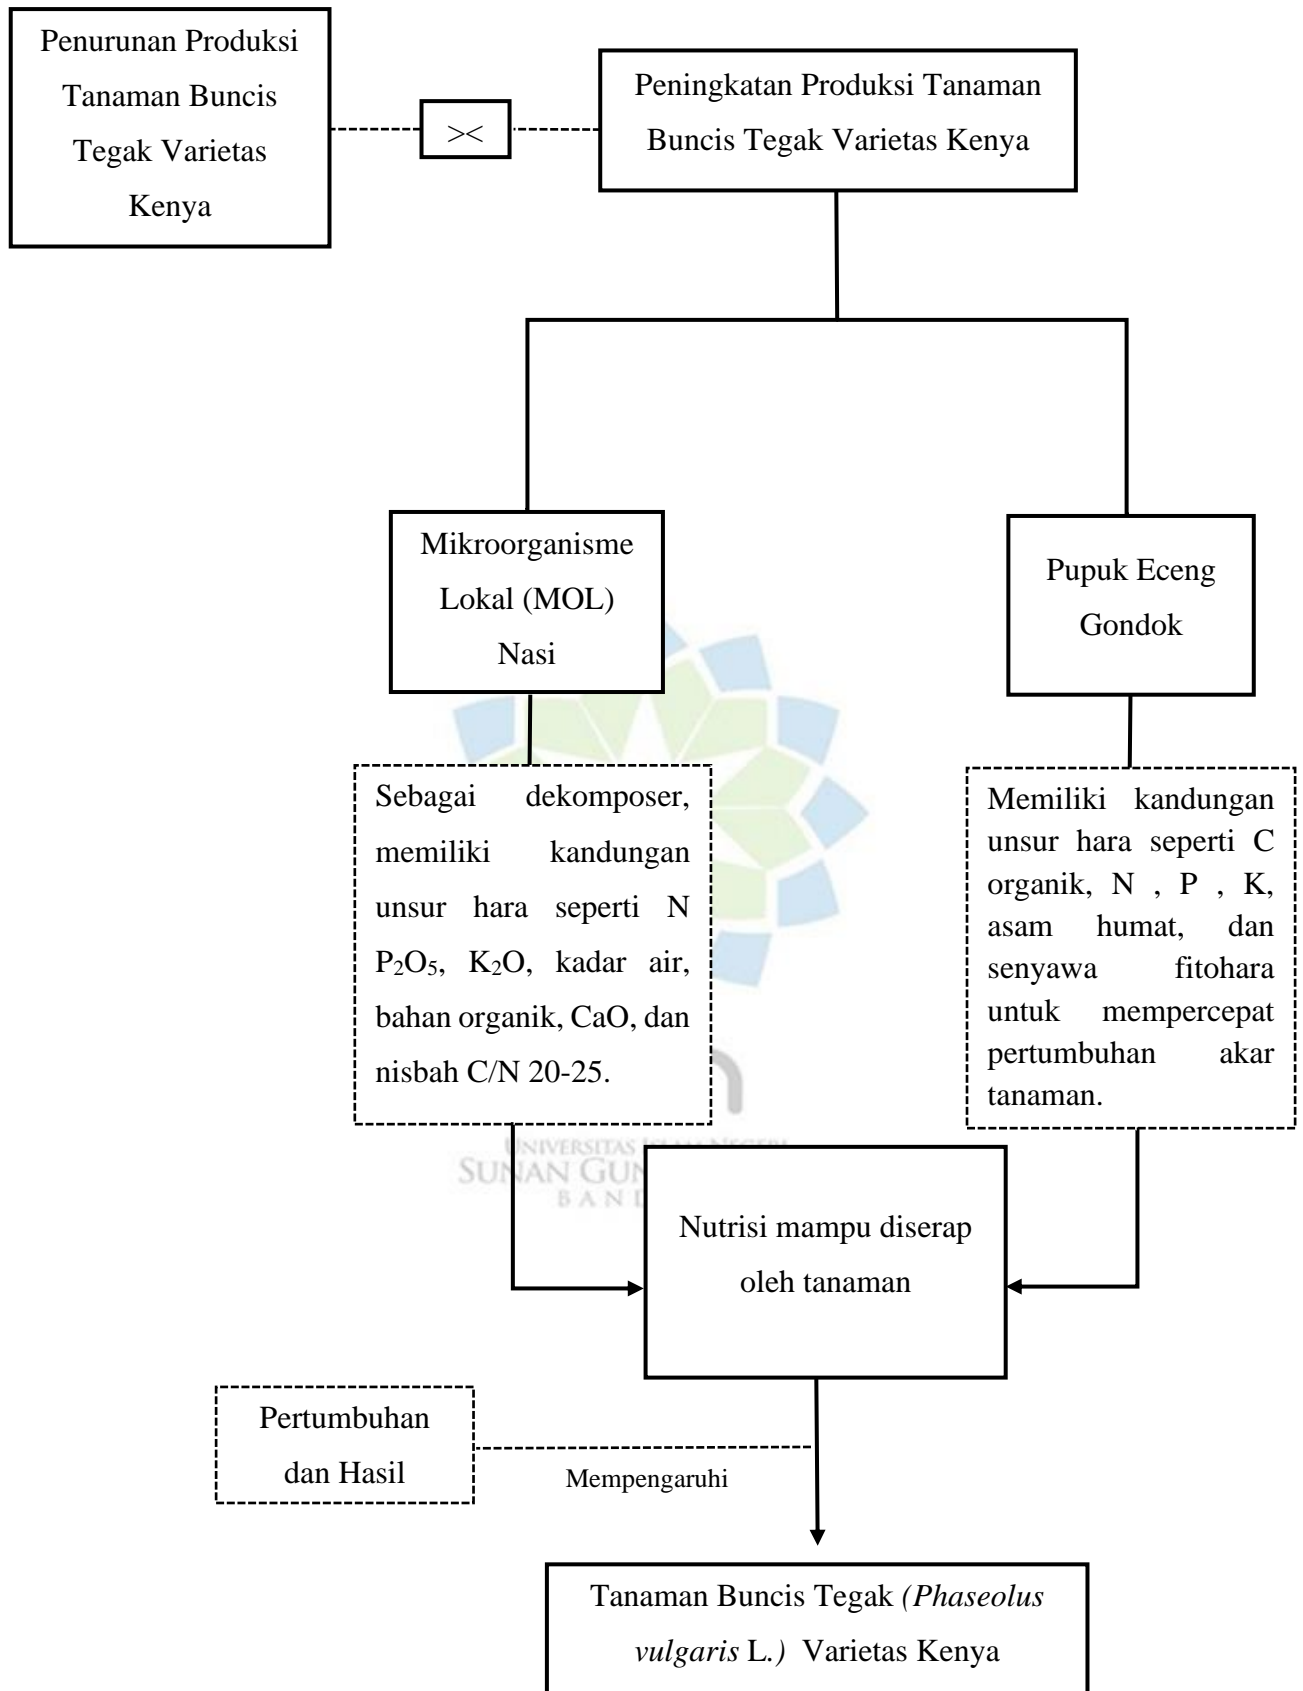 Penurunan Produksi
Tanaman Buncis
Tegak Varietas
Kenya
><
Peningkatan Produksi Tanaman
Buncis Tegak Varietas Kenya
Mikroorganisme
Lokal (MOL)
Nasi
Pupuk Eceng
Gondok
Sebagai dekomposer,
memiliki kandungan
unsur hara seperti N
P₂O₅, K₂O, kadar air,
bahan organik, CaO, dan
nisbah C/N 20-25.
Memiliki kandungan
unsur hara seperti C
organik, N , P , K,
asam humat, dan
senyawa fitohara
untuk mempercepat
pertumbuhan akar
tanaman.
UNIVERSITAS
SUNAN
Nutrisi mampu diserap
oleh tanaman
Pertumbuhan
dan Hasil
Mempengaruhi
Tanaman Buncis Tegak (Phaseolus
vulgaris L.) Varietas Kenya